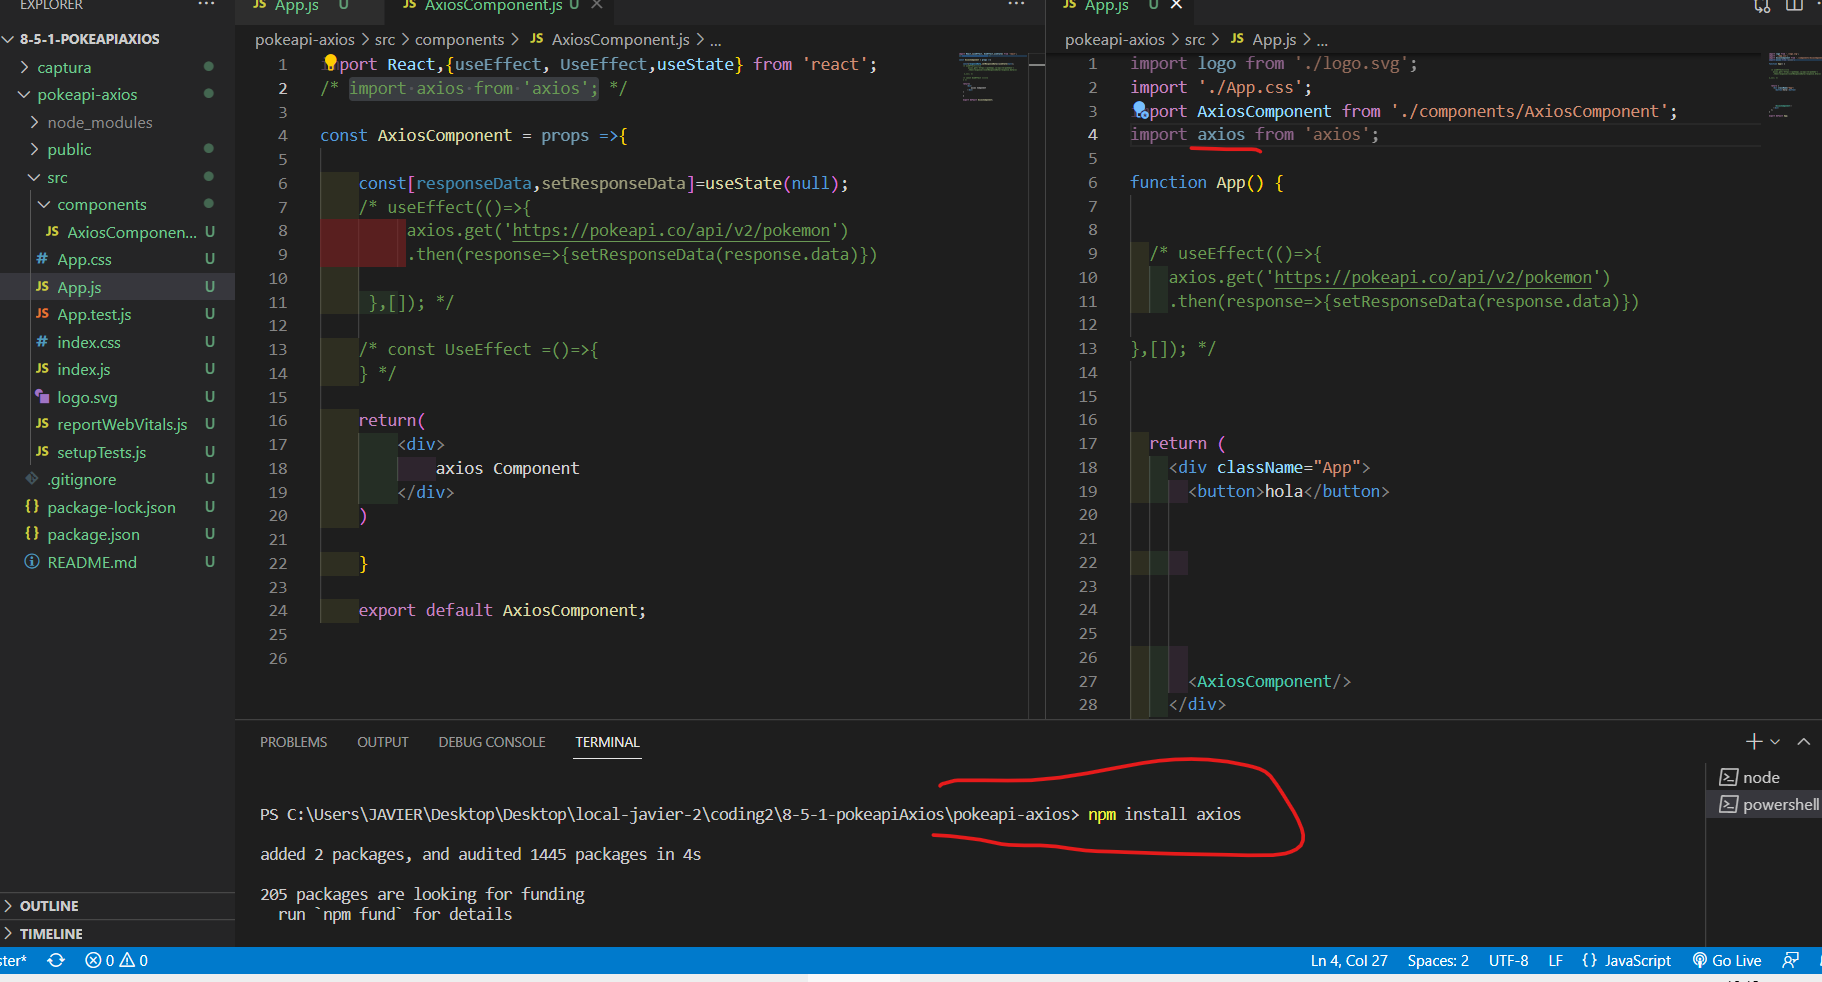 EXPLORER
8-5-1-POKEAPIAXIOS
captura
pokeapi-axios
node_modules
public
src
components
JS AxiosComponen... U
# App.css U
JS App.js U
JS App.test.js U
# index.css U
JS index.js U
logo.svg U
JS reportWebVitals.js U
JS setupTests.js U
.gitignore U
{} package-lock.json U
{} package.json U
README.md U
OUTLINE
TIMELINE
JS App.js U
JS AxiosComponent.js U
pokeapi-axios > src > components > JS AxiosComponent.js > ...
1 port React,{useEffect, UseEffect,useState} from 'react';
2 /* import axios from 'axios'; */
3
4 const AxiosComponent = props =>{
5
6 const[responseData,setResponseData]=useState(null);
7 /* useEffect(()=>{
8 axios.get('https://pokeapi.co/api/v2/pokemon')
9 .then(response=>{setResponseData(response.data)})
10
11 },[]); */
12
13 /* const UseEffect =()=>{
14 } */
15
16 return(
17 <div>
18 axios Component
19 </div>
20 )
21
22 }
23
24 export default AxiosComponent;
25
26
JS App.js U
pokeapi-axios > src > JS App.js > ...
1 import logo from './logo.svg';
2 import './App.css';
3 port AxiosComponent from './components/AxiosComponent';
4 import axios from 'axios';
5
6 function App() {
7
8
9 /* useEffect(()=>{
10 axios.get('https://pokeapi.co/api/v2/pokemon')
11 .then(response=>{setResponseData(response.data)})
12
13 },[]); */
14
15
16
17 return (
18 <div className="App">
19 <button>hola</button>
20
21
22
23
24
25
26
27 <AxiosComponent/>
28 </div>
PROBLEMS OUTPUT DEBUG CONSOLE TERMINAL
PS C:\Users\JAVIER\Desktop\Desktop\local-javier-2\coding2\8-5-1-pokeapiAxios\pokeapi-axios> npm install axios
added 2 packages, and audited 1445 packages in 4s
205 packages are looking for funding
run `npm fund` for details
node
powershell
ster* 0 0 Ln 4, Col 27 Spaces: 2 UTF-8 LF {} JavaScript Go Live